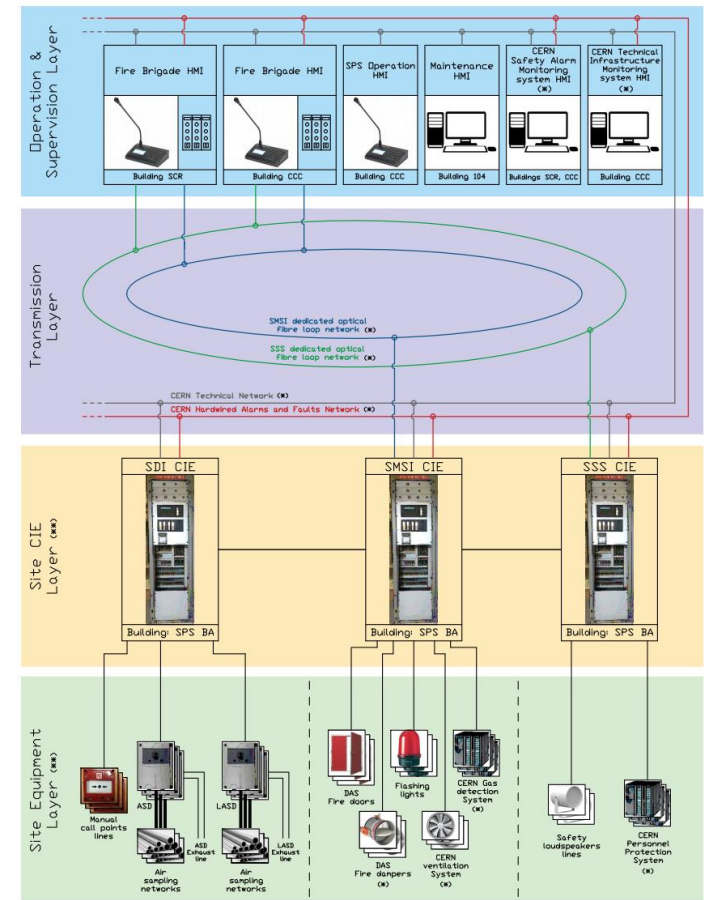 Operation &
Supervision Layer
Fire Brigade HMI
Building SCR
Fire Brigade HMI
Building CCC
SPS Operation
HMI
Building CCC
Maintenance
HMI
Building 104
CERN
Safety Alarm
Monitoring
system HMI
(*)
Buildings SCR, CCC
CERN Technical
Infrastructure
Monitoring
system HMI
(*)
Building CCC
Transmission
Layer
SMSI dedicated optical
fibre loop network (*)
SSS dedicated optical
fibre loop network (*)
CERN Technical Network (*)
CERN Hardwired Alarms and Faults Network (*)
Site CIE
Layer (**)
SDI CIE
Building: SPS BA
SMSI CIE
Building: SPS BA
SSS CIE
Building: SPS BA
Site Equipment
Layer (**)
Manual
call points
lines
ASD
Air
sampling
networks
ASD
Exhaust
line
LASD
Air
sampling
networks
LASD
Exhaust
line
DAS
Fire doors
DAS
Fire dampers
(*)
Flashing
lights
CERN
ventilation
System
(*)
CERN Gas
detection
System
(*)
Safety
loudspeakers
lines
CERN
Personnel
Protection
System
(*)